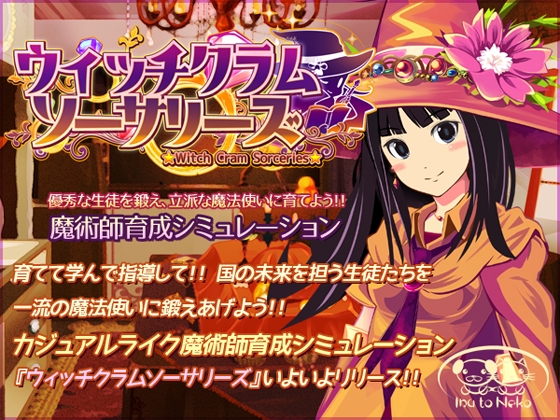 ウィッチクラム
ソーサリーズ
★Witch Cram Sorceries★
優秀な生徒を鍛え、立派な魔法使いに育てよう!!
魔術師育成シミュレーション
育てて学んで指導して!! 国の未来を担う生徒たちを
一流の魔法使いに鍛えあげよう!!
カジュアルライク魔術師育成シミュレーション
『ウィッチクラムソーサリーズ』いよいよリリース!!
Inu to Neko